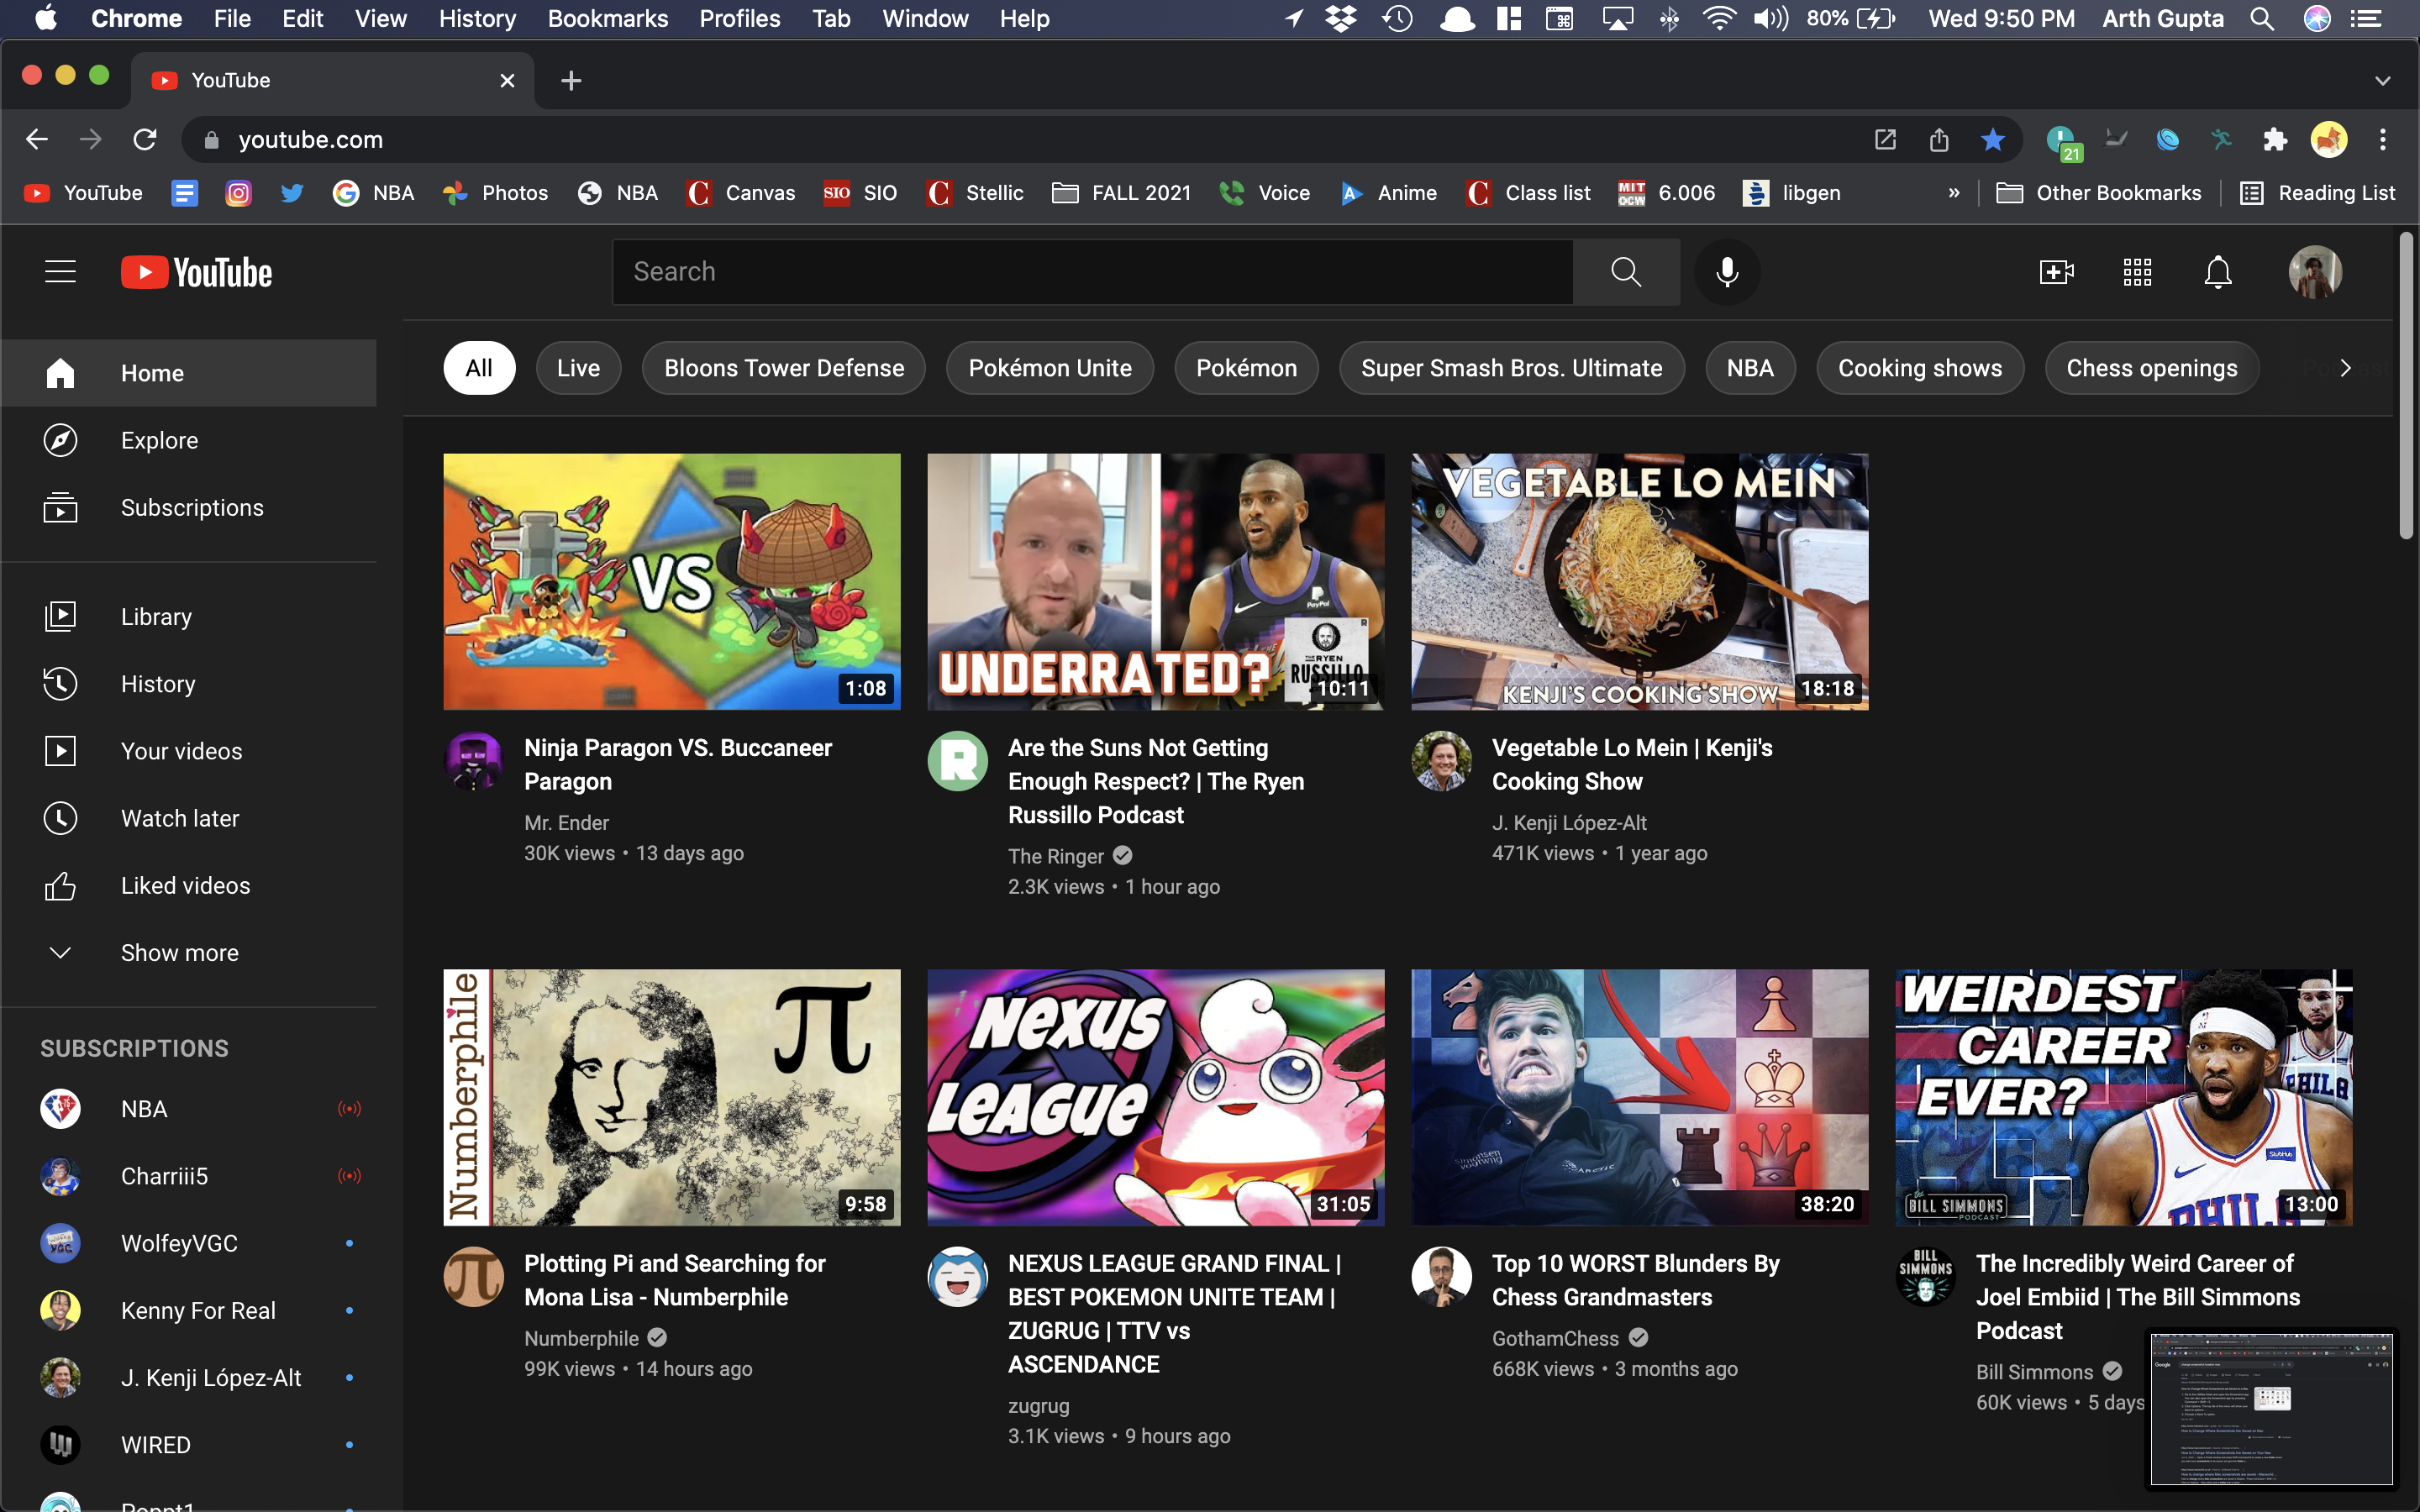 Chrome File Edit View History Bookmarks Profiles Tab Window Help 80% Wed 9:50 PM Arth Gupta
YouTube
youtube.com
21
YouTube NBA Photos NBA Canvas SIO SIO Stellic FALL 2021 Voice Anime Class list MIT OCW 6.006 libgen » Other Bookmarks Reading List
YouTube
Search
All Live Bloons Tower Defense Pokémon Unite Pokémon Super Smash Bros. Ultimate NBA Cooking shows Chess openings
Home
Explore
Subscriptions
Library
History
Your videos
Watch later
Liked videos
Show more
SUBSCRIPTIONS
NBA
Charriii5
WolfeyVGC
Kenny For Real
J. Kenji López-Alt
WIRED
VS
1:08
Ninja Paragon VS. Buccaneer
Paragon
Mr. Ender
30K views • 13 days ago
PayPal
UNDERRATED?
THE RYEN
RUSSILLO
10:11
Are the Suns Not Getting
Enough Respect? | The Ryen
Russillo Podcast
The Ringer
2.3K views • 1 hour ago
VEGETABLE LO MEIN
KENJI'S COOKING SHOW
18:18
Vegetable Lo Mein | Kenji's
Cooking Show
J. Kenji López-Alt
471K views • 1 year ago
Numberphile
π
9:58
Plotting Pi and Searching for
Mona Lisa - Numberphile
Numberphile
99K views • 14 hours ago
NEXUS
LEAGUE
31:05
NEXUS LEAGUE GRAND FINAL |
BEST POKEMON UNITE TEAM |
ZUGRUG | TTV vs
ASCENDANCE
zugrug
3.1K views • 9 hours ago
ARCTIC
38:20
Top 10 WORST Blunders By
Chess Grandmasters
GothamChess
668K views • 3 months ago
WEIRDEST
CAREER
EVER?
PHILA
StubHub
PHIL
the
BILL SIMMONS
PODCAST
13:00
BILL
SIMMONS
The Incredibly Weird Career of
Joel Embiid | The Bill Simmons
Podcast
Bill Simmons
60K views • 5 days